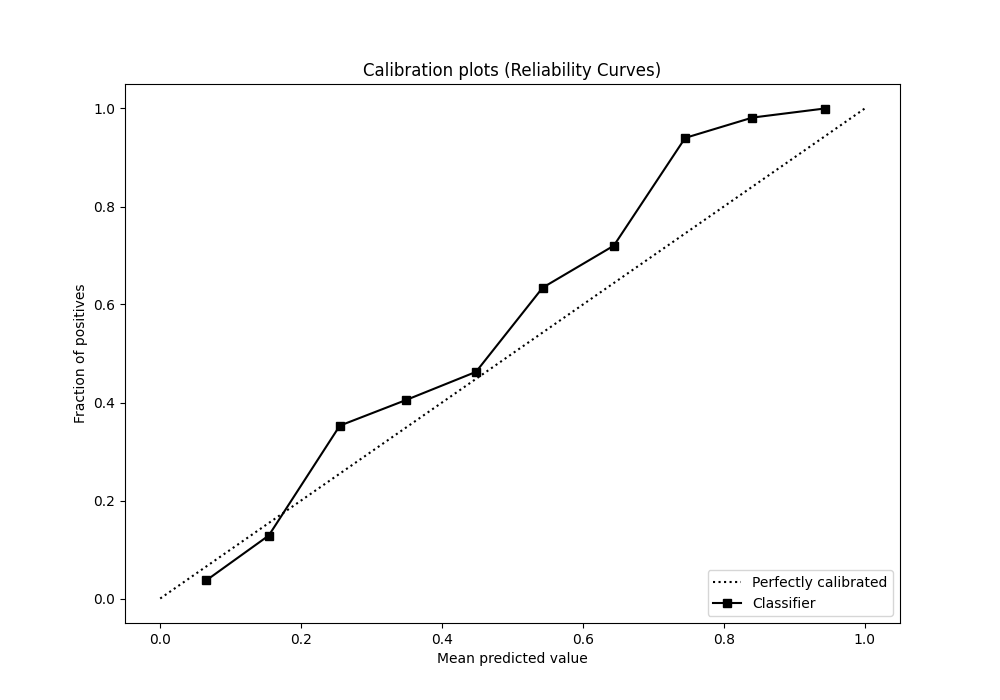 Calibration plots (Reliability Curves)
Fraction of positives
1.0
0.8
0.6
0.4
0.2
0.0
0.0 0.2 0.4 0.6 0.8 1.0
Mean predicted value
Perfectly calibrated
Classifier